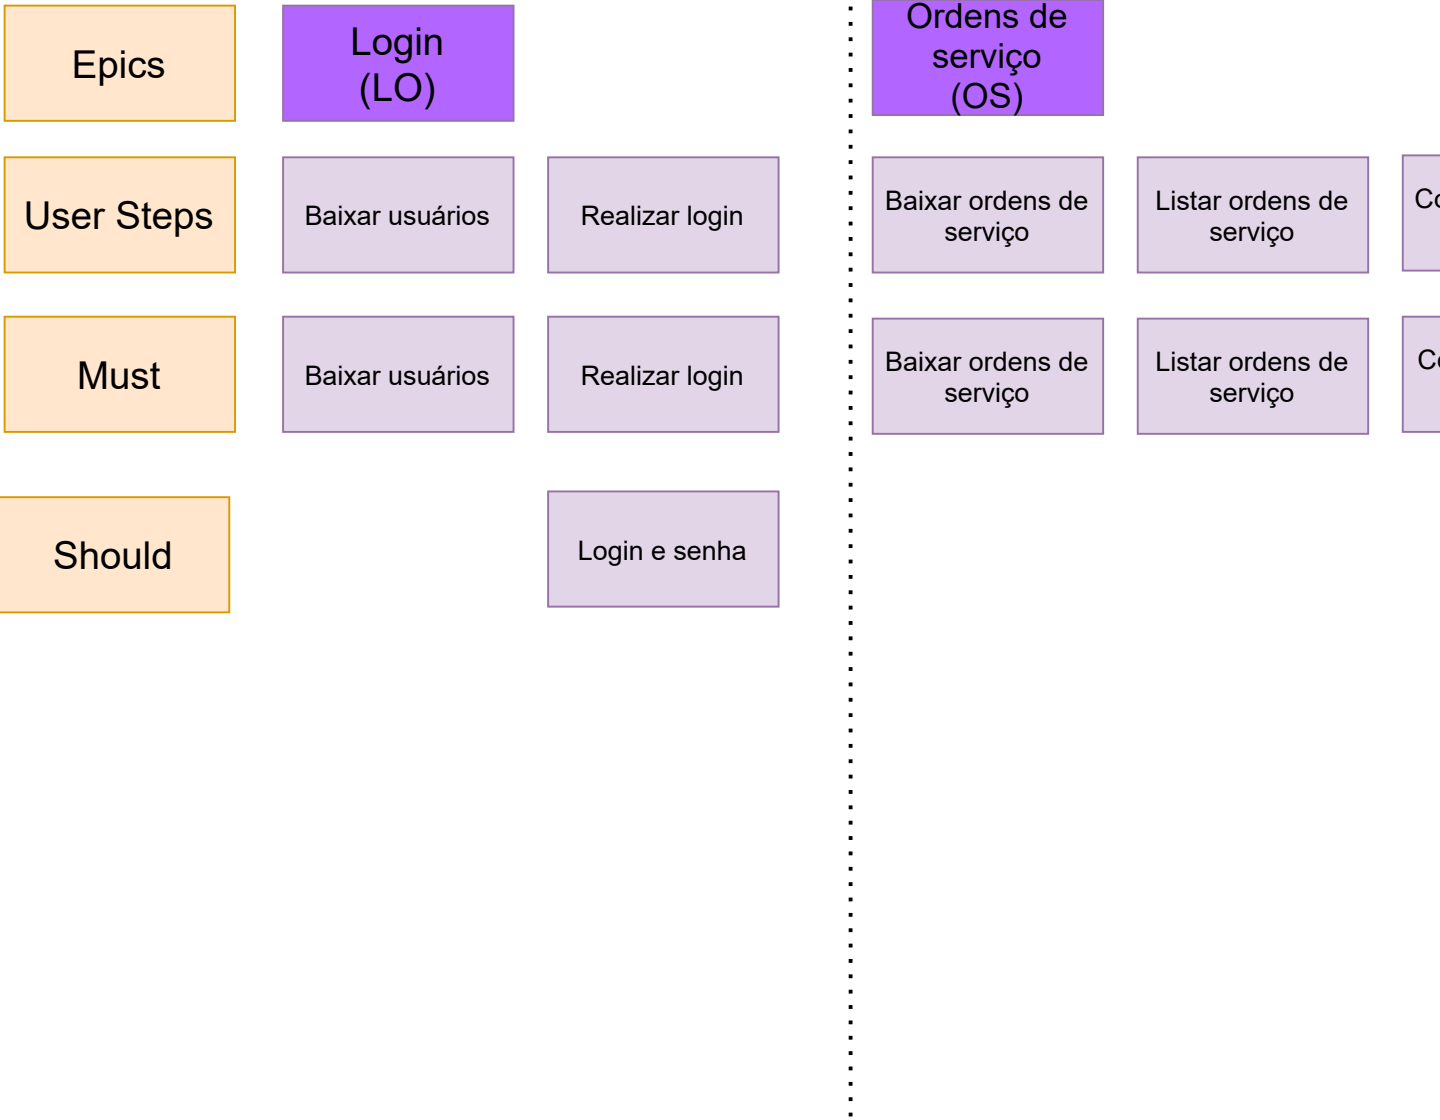 Epics
Login
(LO)
Ordens de
serviço
(OS)
User Steps
Baixar usuários
Realizar login
Baixar ordens de
serviço
Listar ordens de
serviço
Must
Baixar usuários
Realizar login
Baixar ordens de
serviço
Listar ordens de
serviço
Should
Login e senha